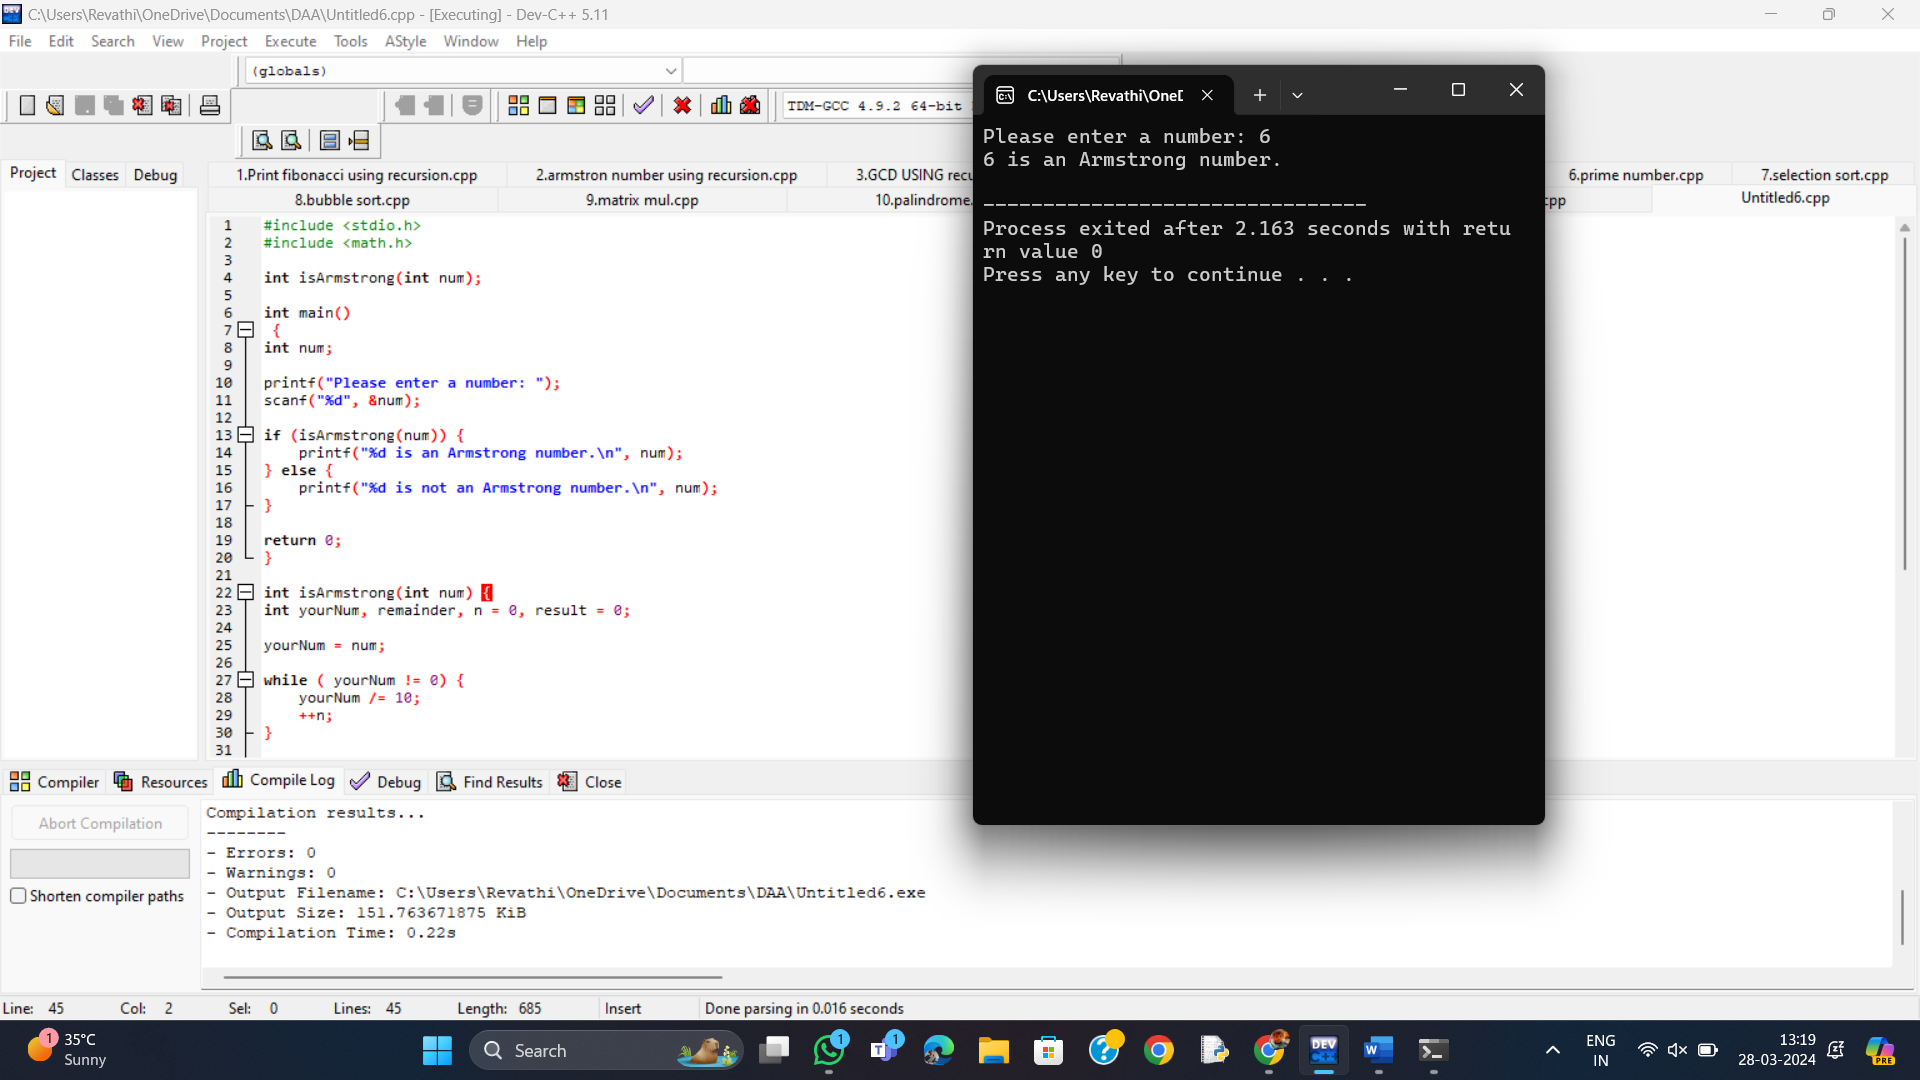 C:\Users\Revathi\OneDrive\Documents\DAA\Untitled6.cpp - [Executing] - Dev-C++ 5.11
File Edit Search View Project Execute Tools AStyle Window Help
(globals)
TDM-GCC 4.9.2 64-bit
Project Classes Debug
1.Print fibonacci using recursion.cpp 2.armstron number using recursion.cpp 3.GCD USING recu 6.prime number.cpp 7.selection sort.cpp
8.bubble sort.cpp 9.matrix mul.cpp 10.palindrome. cpp Untitled6.cpp
1 #include <stdio.h>
2 #include <math.h>
3
4 int isArmstrong(int num);
5
6 int main()
7 {
8 int num;
9
10 printf("Please enter a number: ");
11 scanf("%d", &num);
12
13 if (isArmstrong(num)) {
14 printf("%d is an Armstrong number.\n", num);
15 } else {
16 printf("%d is not an Armstrong number.\n", num);
17 }
18
19 return 0;
20 }
21
22 int isArmstrong(int num) {
23 int yourNum, remainder, n = 0, result = 0;
24
25 yourNum = num;
26
27 while ( yourNum != 0) {
28 yourNum /= 10;
29 ++n;
30 }
31
C:\Users\Revathi\OneD
Please enter a number: 6
6 is an Armstrong number.
--------------------------------
Process exited after 2.163 seconds with retu
rn value 0
Press any key to continue . . .
Compiler Resources Compile Log Debug Find Results Close
Abort Compilation
Shorten compiler paths
Compilation results...
--------
- Errors: 0
- Warnings: 0
- Output Filename: C:\Users\Revathi\OneDrive\Documents\DAA\Untitled6.exe
- Output Size: 151.763671875 KiB
- Compilation Time: 0.22s
Line: 45 Col: 2 Sel: 0 Lines: 45 Length: 685 Insert Done parsing in 0.016 seconds
1
35°C
Sunny
Search
1
1
DEV
W
ENG
IN
13:19
28-03-2024
PRE